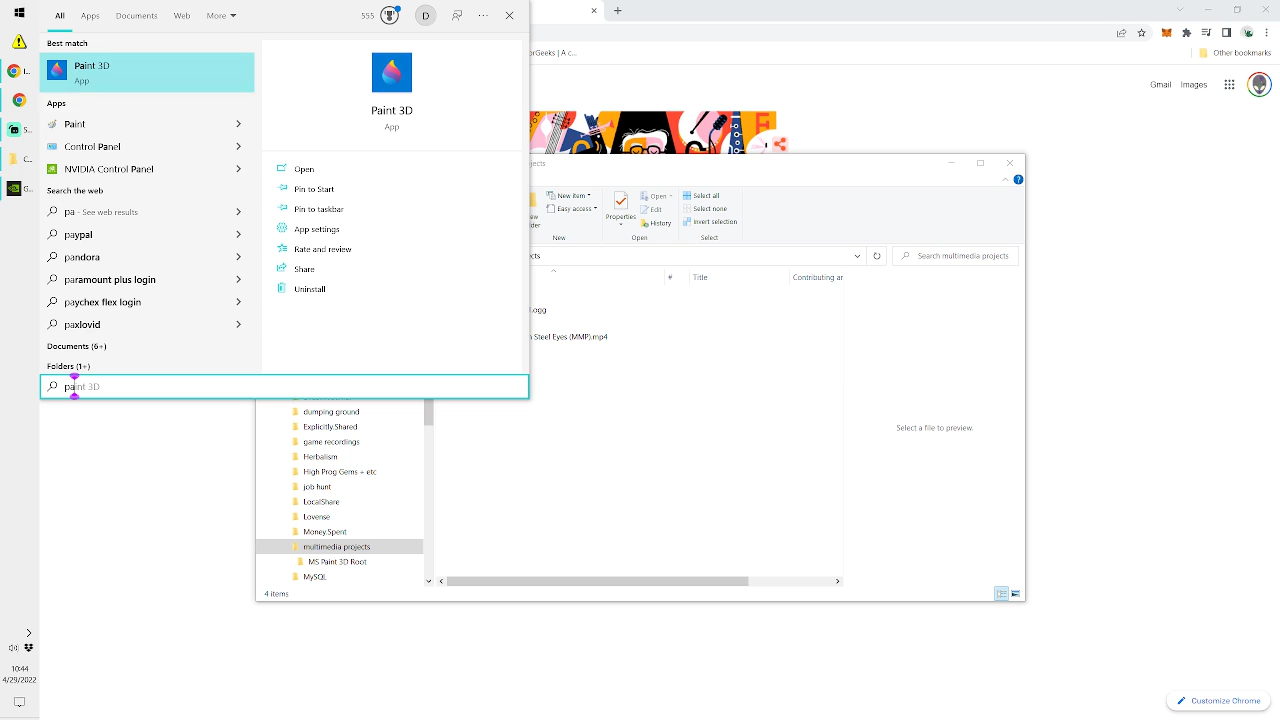 All Apps Documents Web More 555 D
Best match
Paint 3D
App
Apps
Paint
Control Panel
NVIDIA Control Panel
Search the web
pa - See web results
paypal
pandora
paramount plus login
paychex flex login
paxlovid
Documents (6+)
Folders (1+)
paint 3D
Paint 3D
App
Open
Pin to Start
Pin to taskbar
App settings
Rate and review
Share
Uninstall
orGeeks | A c...
Other bookmarks
Gmail Images
New item
Easy access
New
Properties
Open
Edit
History
Open
Select all
Select none
Invert selection
Select
Search multimedia projects
# Title Contributing ar
l.ogg
Steel Eyes (MMP).mp4
Select a file to preview.
dumping ground
Explicitly.Shared
game recordings
Herbalism
High Prog Gems + etc
job hunt
LocalShare
Lovense
Money.Spent
multimedia projects
MS Paint 3D Root
MySQL
4 items
10:44
4/29/2022
Customize Chrome